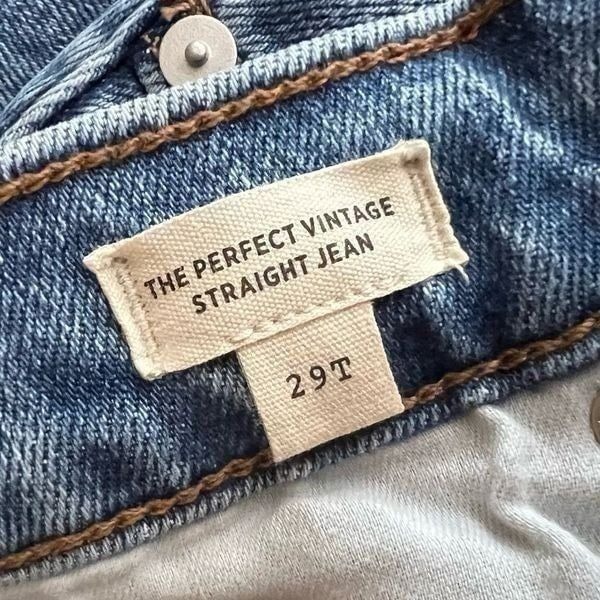 THE PERFECT VINTAGE
STRAIGHT JEAN
29T